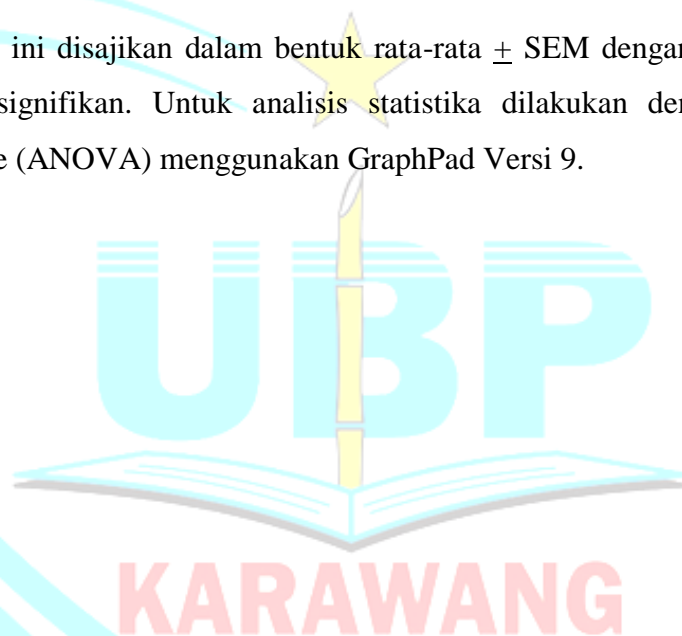 ini disajikan dalam bentuk rata-rata ± SEM dengan
signifikan. Untuk analisis statistika dilakukan
(ANOVA) menggunakan GraphPad Versi 9.
UBP
KARAWANG